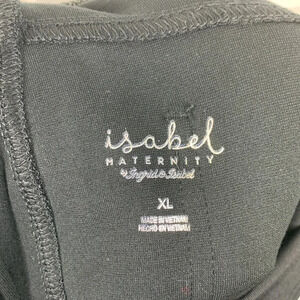 isabel
MATERNITY
by Ingrid & Isabel
XL
MADE IN VIETNAM
HECHO EN VIETNAM